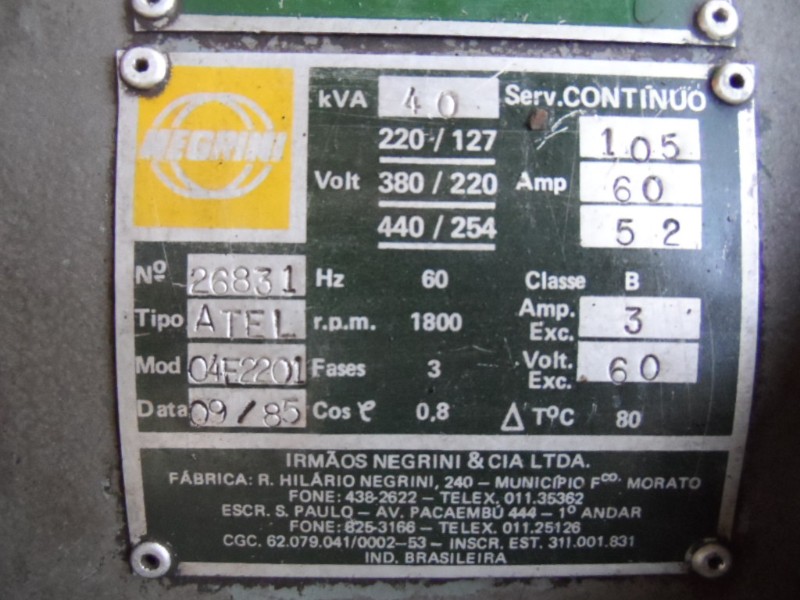 NEGRINI
kVA 40 Serv. CONTÍNUO
Volt 220/127 Amp 105
380/220 60
440/254 52
Nº 26831 Hz 60 Classe B
Tipo ATEL r.p.m. 1800 Amp. Exc. 3
Mod 04F2201 Fases 3 Volt. Exc. 60
Data 09/85 Cos φ 0,8 Δ TºC 80
IRMÃOS NEGRINI & CIA LTDA.
FÁBRICA: R. HILÁRIO NEGRINI, 240 – MUNICÍPIO Fco. MORATO
FONE: 438-2622 – TELEX. 011.35362
ESCR. S. PAULO – AV. PACAEMBÚ 444 – 1º ANDAR
FONE: 825-3166 – TELEX. 011.25126
CGC. 62.079.041/0002-53 – INSCR. EST. 311.001.831
IND. BRASILEIRA